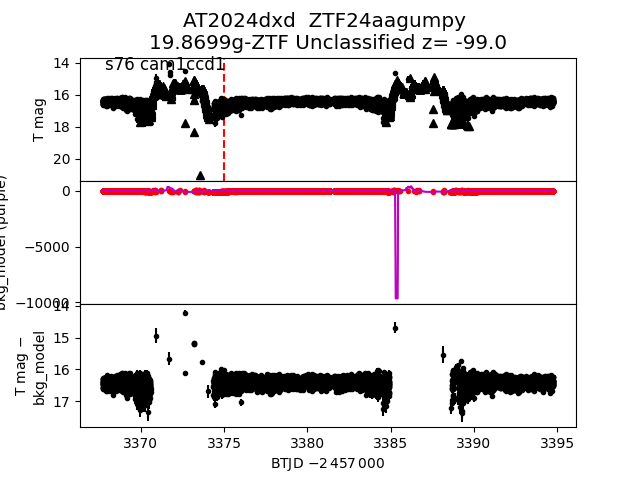 AT2024dxd  ZTF24aagumpy
19.8699g-ZTF Unclassified z= -99.0
s76 cam1ccd1
14
16
18
20
T mag
0
−5000
−10000
bkg_model (purple)
14
15
16
17
T mag −
bkg_model
3370
3375
3380
3385
3390
3395
BTJD −2 457 000